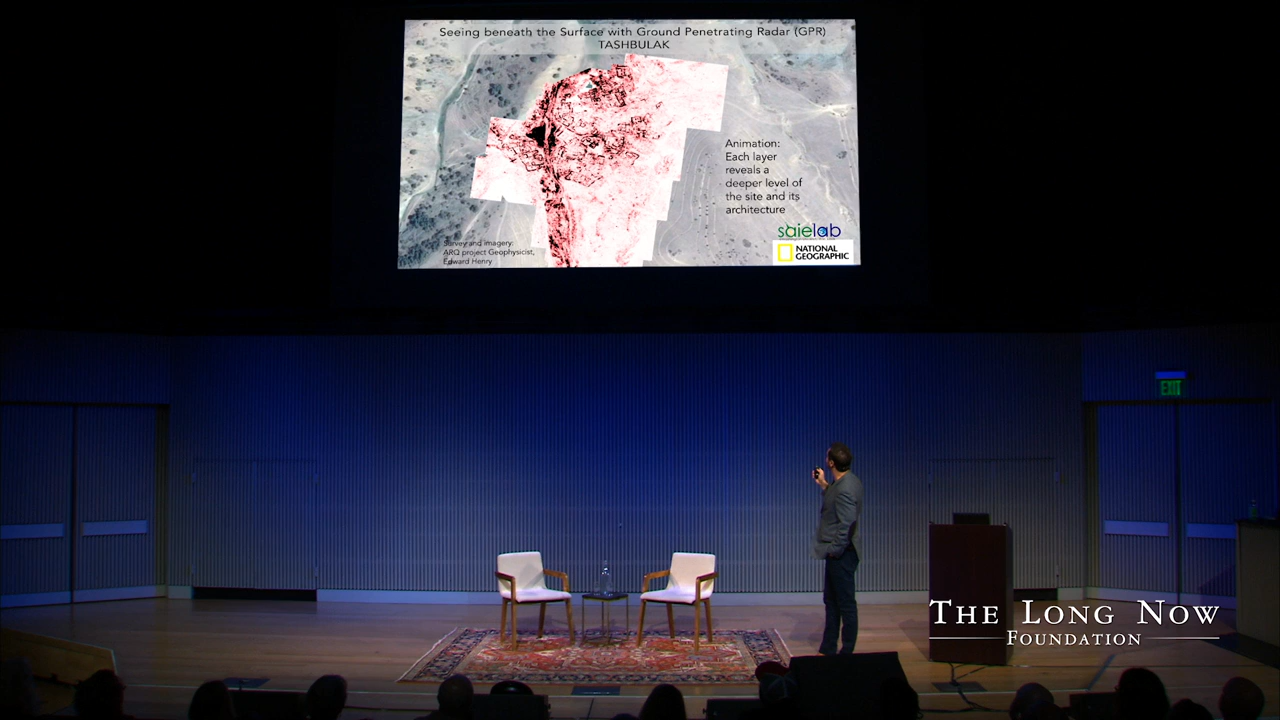 Seeing beneath the Surface with Ground Penetrating Radar (GPR)
TASHBULAK
Animation:
Each layer
reveals a
deeper level of
the site and its
architecture
saielab
NATIONAL
GEOGRAPHIC
Survey and imagery:
ARQ project Geophysicist,
Edward Henry
EXIT
THE LONG NOW
FOUNDATION